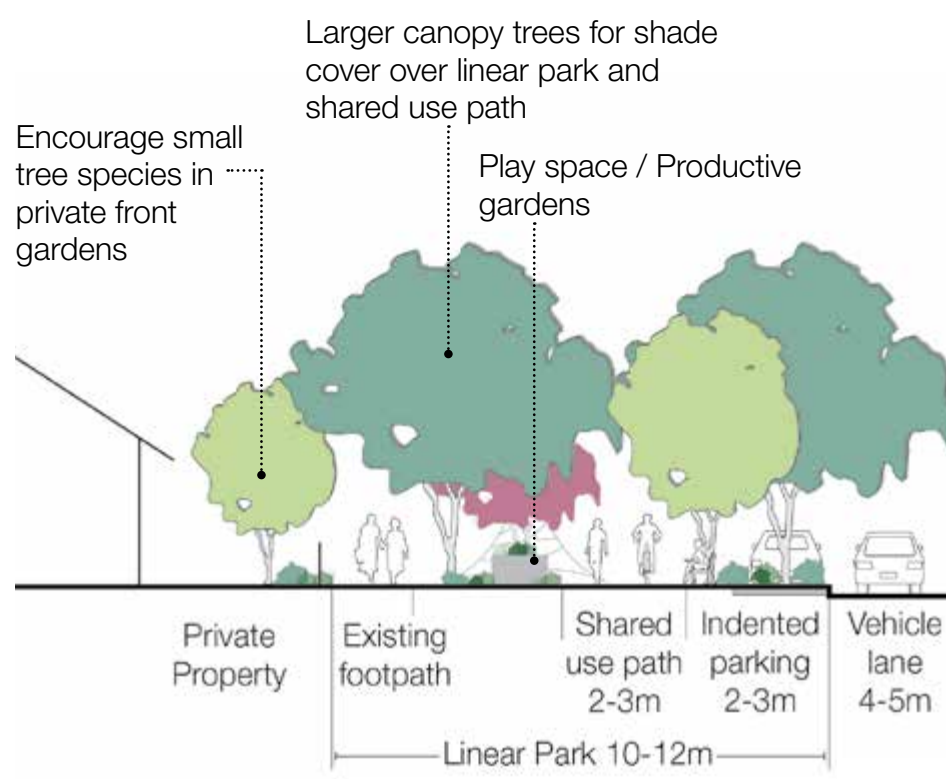 Larger canopy trees for shade
cover over linear park and
shared use path
Encourage small
tree species in
private front
gardens
Play space / Productive
gardens
Private
Property
Existing
footpath
Shared
use path
2-3m
Indented
parking
2-3m
Vehicle
lane
4-5m
Linear Park 10-12m